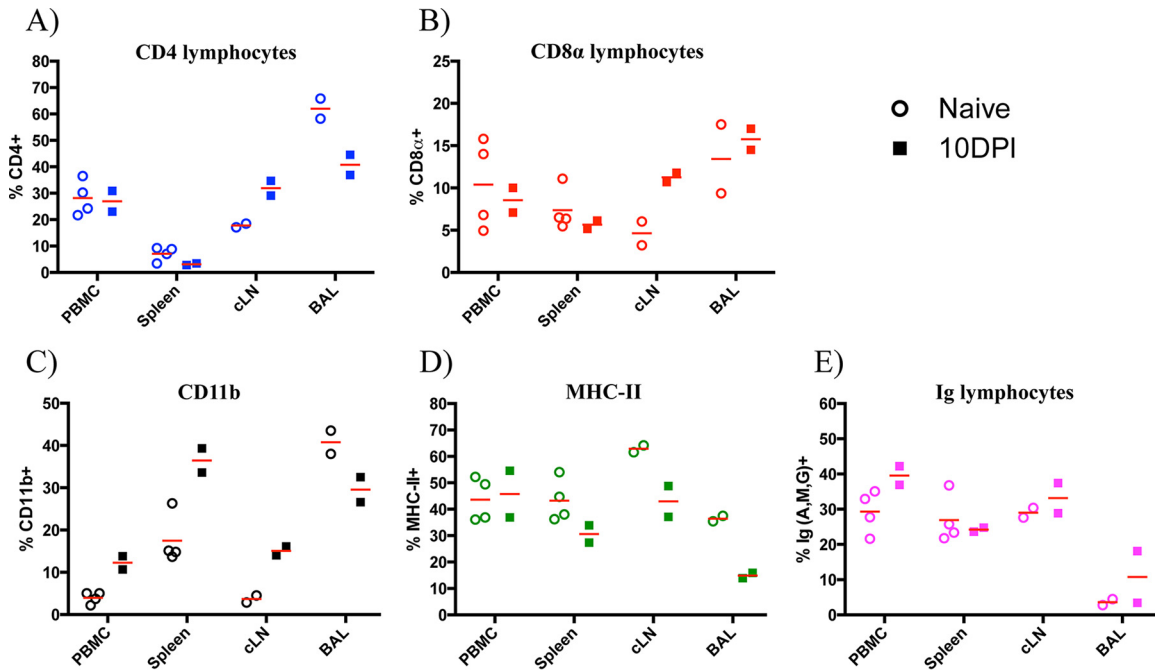 A)
CD4 lymphocytes
% CD4+
80
70
60
50
40
30
20
10
0
PBMC
Spleen
cLN
BAL
B)
CD8α lymphocytes
% CD8α+
25
20
15
10
5
0
PBMC
Spleen
cLN
BAL
Naive
10DPI
C)
CD11b
% CD11b+
50
40
30
20
10
0
PBMC
Spleen
cLN
BAL
D)
MHC-II
% MHC-II+
80
70
60
50
40
30
20
10
0
PBMC
Spleen
cLN
BAL
E)
Ig lymphocytes
% Ig (A,M,G)+
60
50
40
30
20
10
0
PBMC
Spleen
cLN
BAL